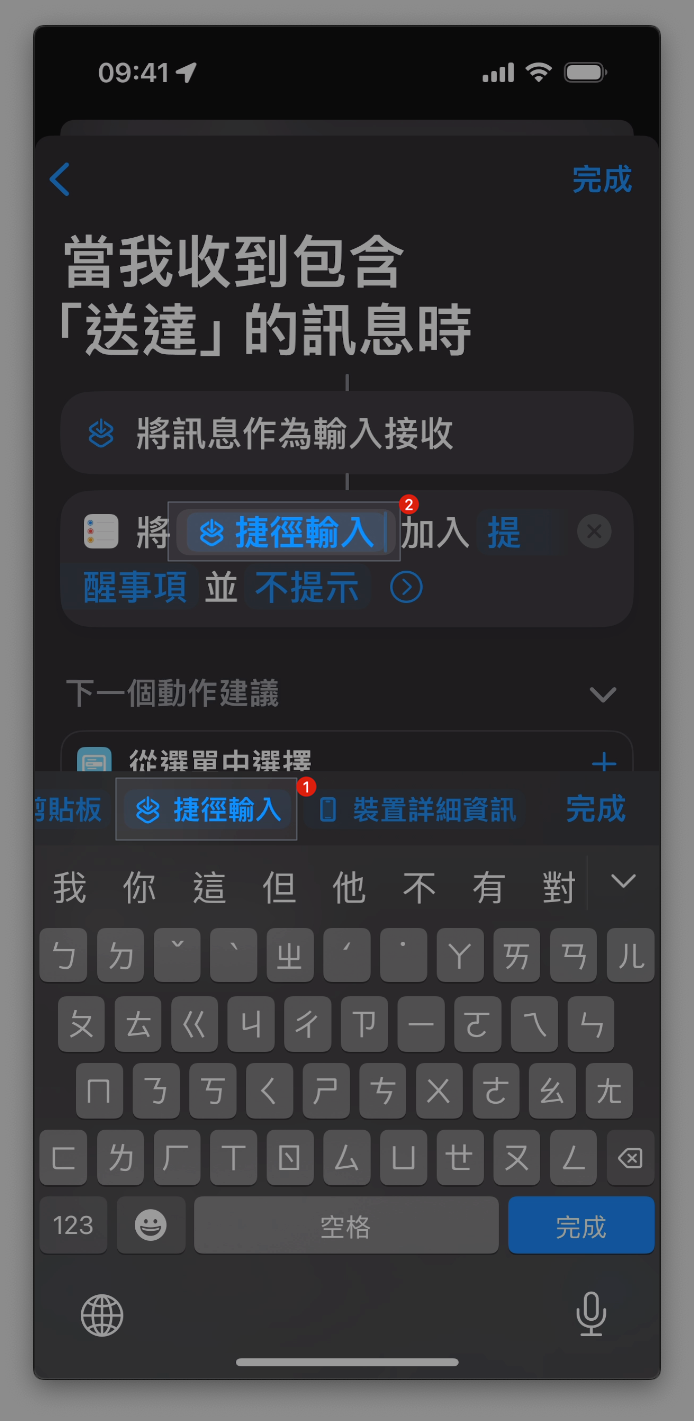 09:41
完成
當我收到包含
「送達」的訊息時
將訊息作為輸入接收
將 捷徑輸入 加入 提
醒事項 並 不提示
2
下一個動作建議
從選單中選擇
剪貼板 捷徑輸入 裝置詳細資訊 完成
1
我 你 這 但 他 不 有 對
ㄅ ㄉ ˇ ˋ ㄓ ˊ ˙ ㄚ ㄞ ㄢ ㄦ
ㄆ ㄊ ㄍ ㄐ ㄔ ㄗ ㄧ ㄛ ㄟ ㄣ
ㄇ ㄋ ㄎ ㄑ ㄕ ㄘ ㄨ ㄜ ㄠ ㄤ
ㄈ ㄌ ㄏ ㄒ ㄖ ㄙ ㄩ ㄝ ㄡ ㄥ
123 空格 完成